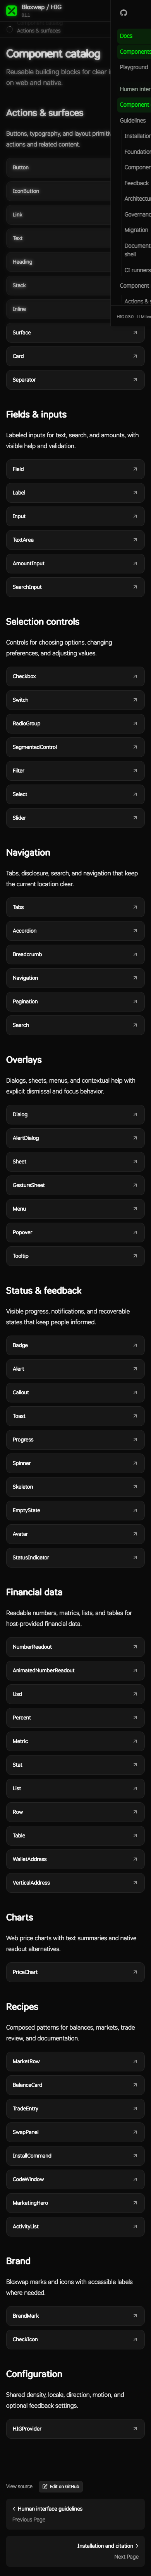 Bloxwap / HIG
0.1.1
Actions & surfaces
Component catalog
Reusable building blocks for clear i
on web and native.
Actions & surfaces
Buttons, typography, and layout primiti
actions and related content.
Button
IconButton
Link
Text
Heading
Stack
Inline
Docs
Components
Playground
Human inter
Component
Guidelines
Installation
Foundation
Componen
Feedback
Architectur
Governanc
Migration
Document
shell
CI runners
Component
Actions & s
Surface
Card
Separator
Fields & inputs
Labeled inputs for text, search, and amounts, with
visible help and validation.
Field
Label
Input
TextArea
AmountInput
SearchInput
Selection controls
Controls for choosing options, changing
preferences, and adjusting values.
Checkbox
Switch
RadioGroup
SegmentedControl
Filter
Select
Slider
Navigation
Tabs, disclosure, search, and navigation that keep
the current location clear.
Tabs
Accordion
Breadcrumb
Navigation
Pagination
Search
Overlays
Dialogs, sheets, menus, and contextual help with
explicit dismissal and focus behavior.
Dialog
AlertDialog
Sheet
GestureSheet
Menu
Popover
Tooltip
Status & feedback
Visible progress, notifications, and recoverable
states that keep people informed.
Badge
Alert
Callout
Toast
Progress
Spinner
Skeleton
EmptyState
Avatar
StatusIndicator
Financial data
Readable numbers, metrics, lists, and tables for
host-provided financial data.
NumberReadout
AnimatedNumberReadout
Usd
Percent
Metric
Stat
List
Row
Table
WalletAddress
VerticalAddress
Charts
Web price charts with text summaries and native
readout alternatives.
PriceChart
Recipes
Composed patterns for balances, markets, trade
review, and documentation.
MarketRow
BalanceCard
TradeEntry
SwapPanel
InstallCommand
CodeWindow
MarketingHero
ActivityList
Brand
Bloxwap marks and icons with accessible labels
where needed.
BrandMark
CheckIcon
Configuration
Shared density, locale, direction, motion, and
optional feedback settings.
HIGProvider
View source
Edit on GitHub
Human interface guidelines
Previous Page
Installation and citation
Next Page